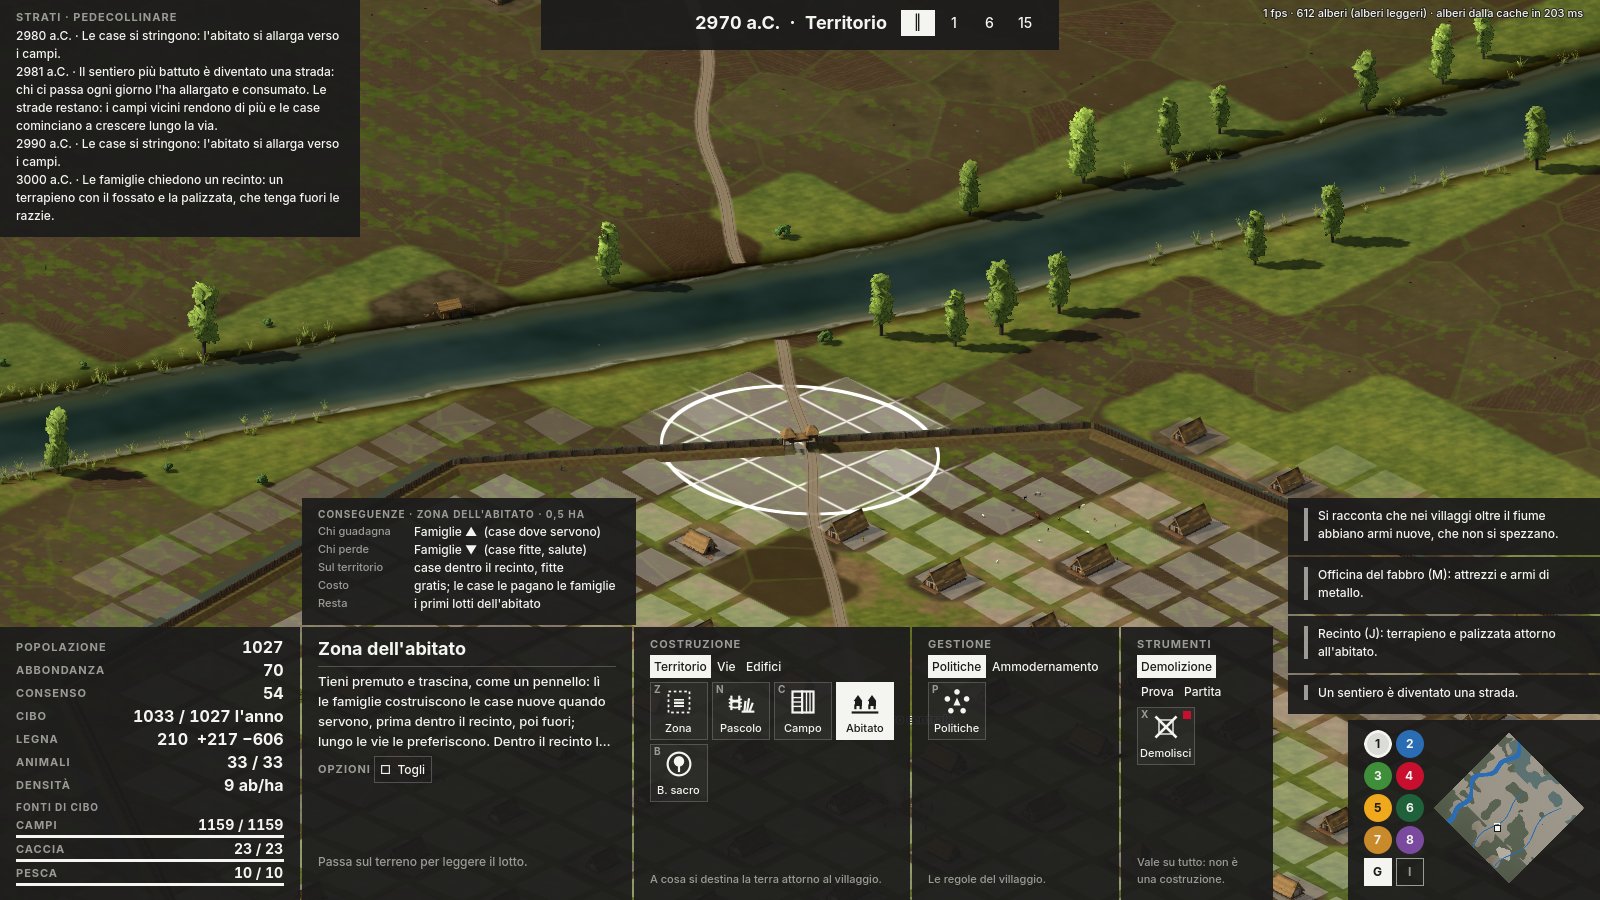 STRATI · PEDECOLLINARE
2980 a.C. · Le case si stringono: l'abitato si allarga verso
i campi.
2981 a.C. · Il sentiero più battuto è diventato una strada:
chi ci passa ogni giorno l'ha allargato e consumato. Le
strade restano: i campi vicini rendono di più e le case
cominciano a crescere lungo la via.
2990 a.C. · Le case si stringono: l'abitato si allarga verso
i campi.
3000 a.C. · Le famiglie chiedono un recinto: un
terrapieno con il fossato e la palizzata, che tenga fuori le
razzie.
2970 a.C. · Territorio ‖ 1 6 15
1 fps · 612 alberi (alberi leggeri) · alberi dalla cache in 203 ms
CONSEGUENZE · ZONA DELL'ABITATO · 0,5 HA
Chi guadagna Famiglie ▲ (case dove servono)
Chi perde Famiglie ▼ (case fitte, salute)
Sul territorio case dentro il recinto, fitte
Costo gratis; le case le pagano le famiglie
Resta i primi lotti dell'abitato
Si racconta che nei villaggi oltre il fiume
abbiano armi nuove, che non si spezzano.
Officina del fabbro (M): attrezzi e armi di
metallo.
Recinto (J): terrapieno e palizzata attorno
all'abitato.
Un sentiero è diventato una strada.
POPOLAZIONE 1027
ABBONDANZA 70
CONSENSO 54
CIBO 1033 / 1027 l'anno
LEGNA 210 +217 −606
ANIMALI 33 / 33
DENSITÀ 9 ab/ha
FONTI DI CIBO
CAMPI 1159 / 1159
CACCIA 23 / 23
PESCA 10 / 10
Zona dell'abitato
Tieni premuto e trascina, come un pennello: lì
le famiglie costruiscono le case nuove quando
servono, prima dentro il recinto, poi fuori;
lungo le vie le preferiscono. Dentro il recinto l...
OPZIONI Togli
Passa sul terreno per leggere il lotto.
COSTRUZIONE
Territorio Vie Edifici
Z Zona
N Pascolo
C Campo
Abitato
B B. sacro
A cosa si destina la terra attorno al villaggio.
GESTIONE
Politiche Ammodernamento
P Politiche
Le regole del villaggio.
STRUMENTI
Demolizione
Prova Partita
X Demolisci
Vale su tutto: non è
una costruzione.
1 2
3 4
5 6
7 8
G I